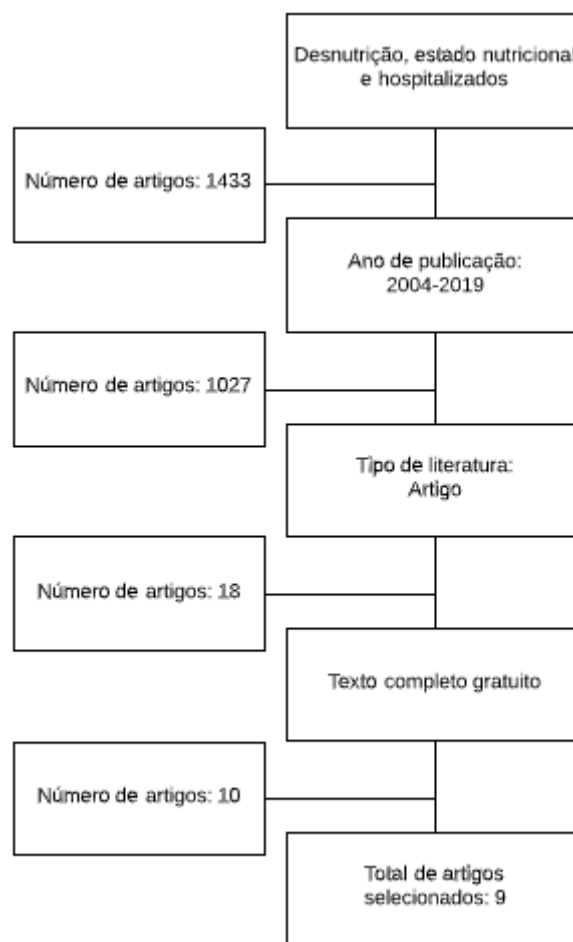 Desnutrição, estado nutricional
e hospitalizados
Número de artigos: 1433
Ano de publicação:
2004-2019
Número de artigos: 1027
Tipo de literatura:
Artigo
Número de artigos: 18
Texto completo gratuito
Número de artigos: 10
Total de artigos
selecionados: 9